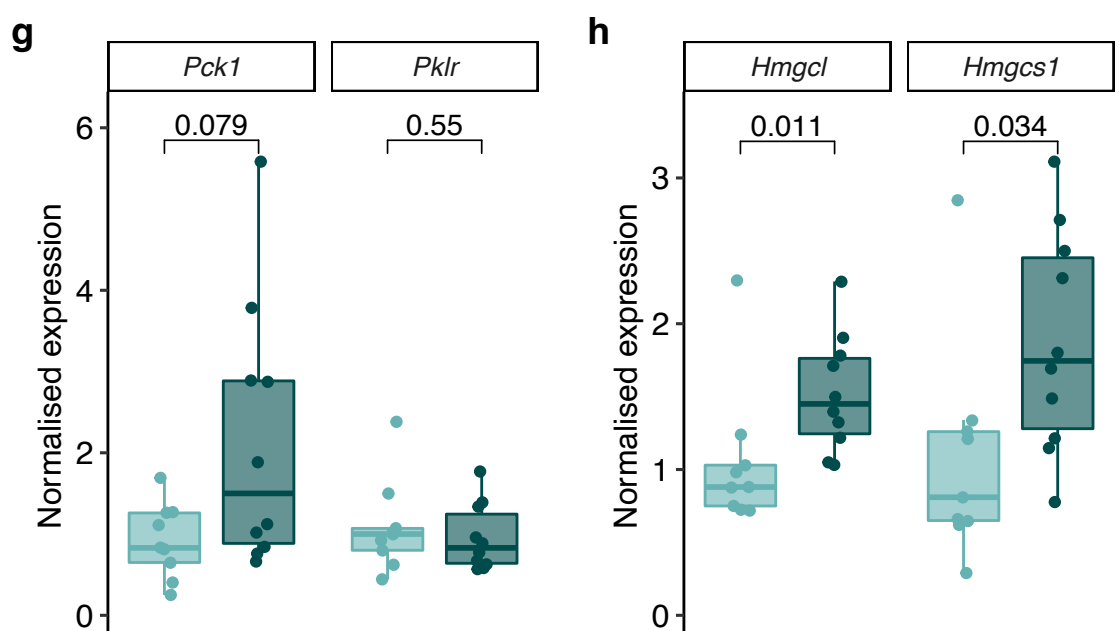 g
Pck1
Pklr
0.079
0.55
Normalised expression
6
4
2
0
h
Hmgcl
Hmgcs1
0.011
0.034
Normalised expression
3
2
1
0